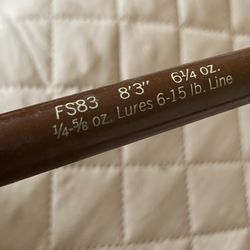 FS83 8'3" 6¼ oz.
¼-⅝ oz. Lures 6-15 lb. Line